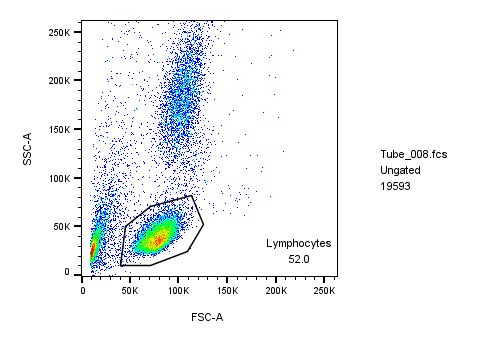 250K
200K
150K
100K
50K
0
SSC-A
Lymphocytes
52.0
0
50K
100K
150K
200K
250K
FSC-A
Tube_008.fcs
Ungated
19593